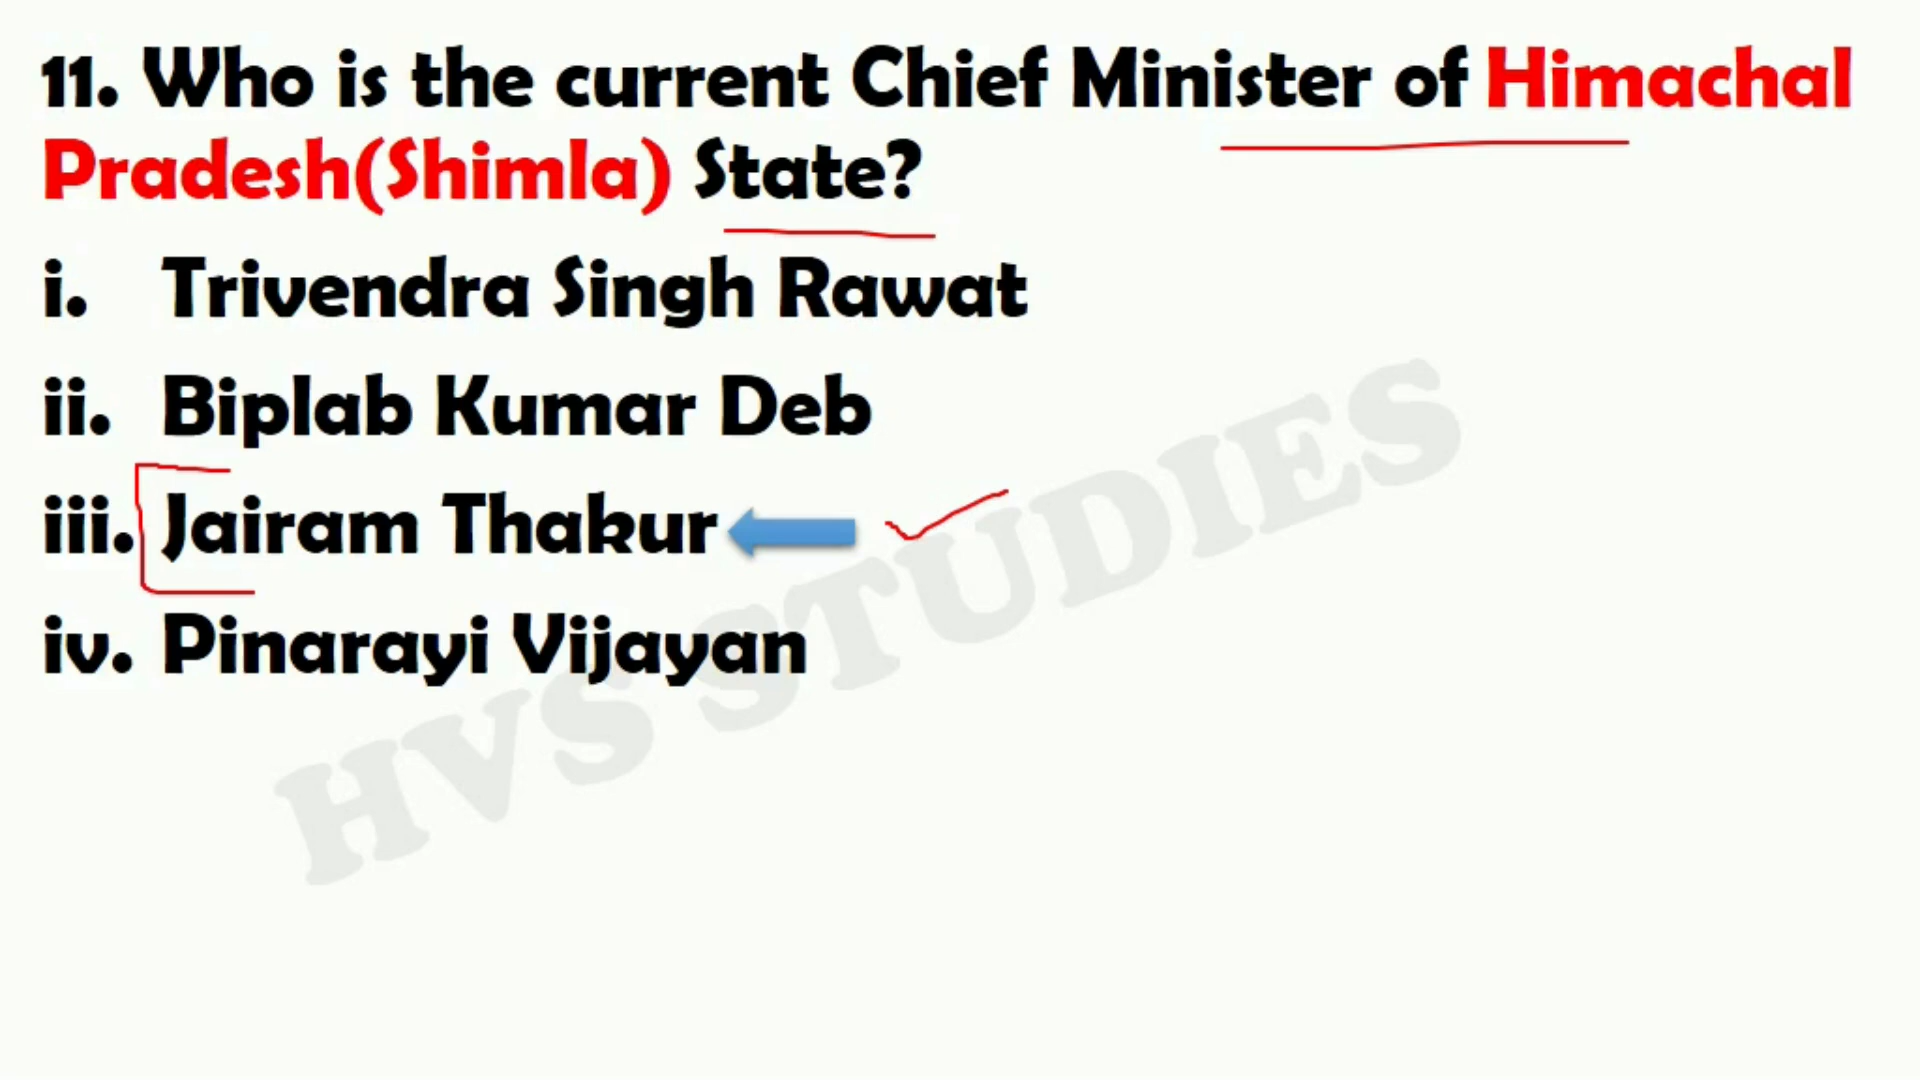 11. Who is the current Chief Minister of Himachal
Pradesh(Shimla) State?
i. Trivendra Singh Rawat
ii. Biplab Kumar Deb
iii. Jairam Thakur
iv. Pinarayi Vijayan
HVS STUDIES